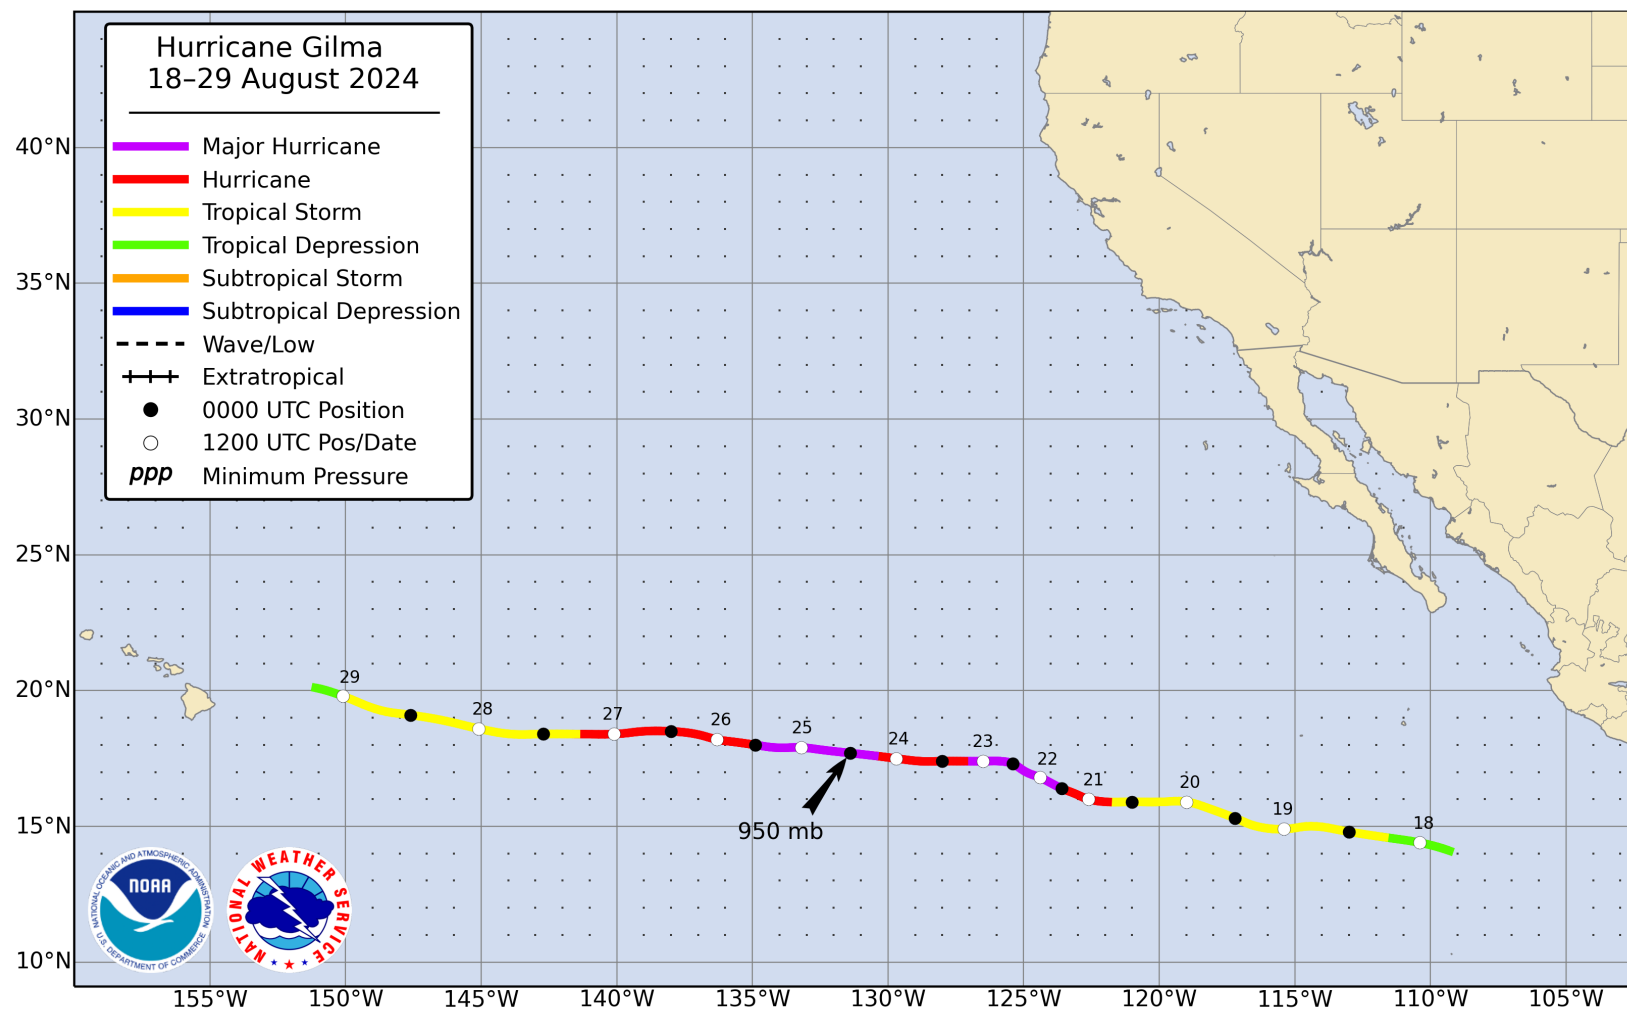 Hurricane Gilma
18–29 August 2024
Major Hurricane
Hurricane
Tropical Storm
Tropical Depression
Subtropical Storm
Subtropical Depression
Wave/Low
Extratropical
0000 UTC Position
1200 UTC Pos/Date
ppp Minimum Pressure
40°N
35°N
30°N
25°N
20°N
15°N
10°N
29
28
27
26
25
24
23
22
21
20
19
18
950 mb
NATIONAL OCEANIC AND ATMOSPHERIC ADMINISTRATION
NOAA
U.S. DEPARTMENT OF COMMERCE
NATIONAL WEATHER SERVICE
155°W
150°W
145°W
140°W
135°W
130°W
125°W
120°W
115°W
110°W
105°W